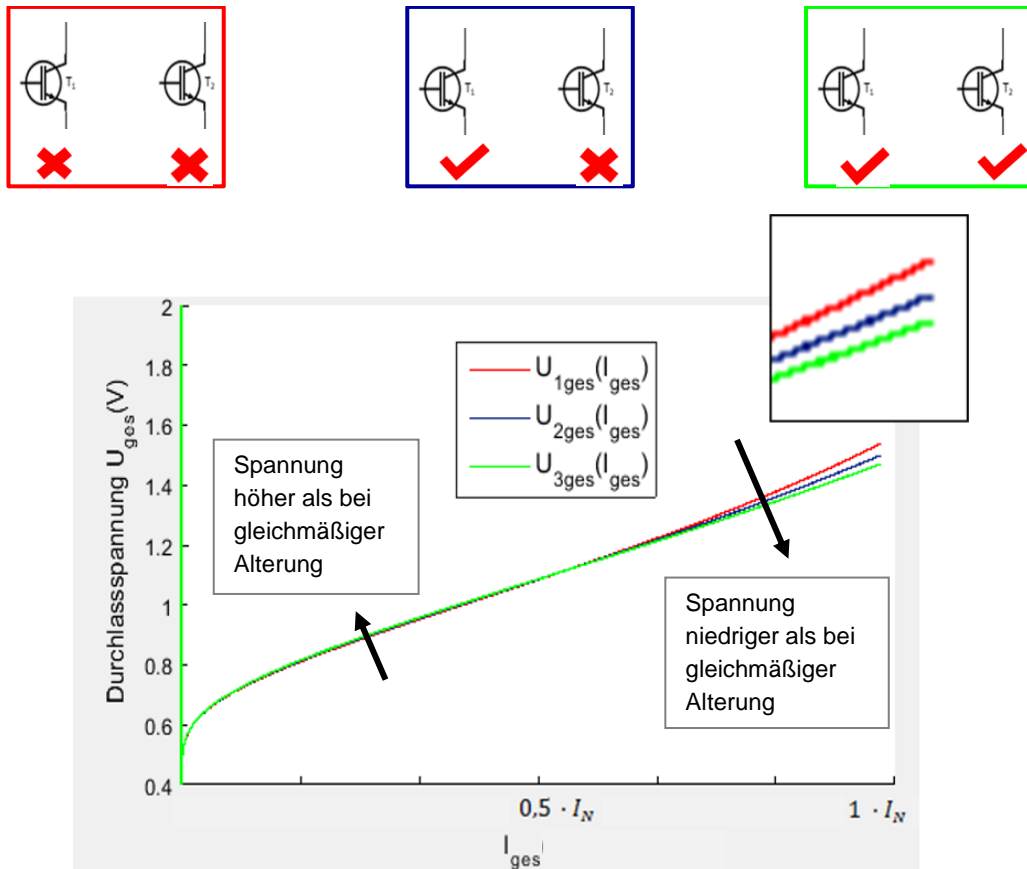 T1 T2
T1 T2
T1 T2
2
1.8
1.6
1.4
1.2
1
0.8
0.6
0.4
Durchlassspannung Uges(V)
U1ges(Iges)
U2ges(Iges)
U3ges(Iges)
Spannung
höher als bei
gleichmäßiger
Alterung
Spannung
niedriger als bei
gleichmäßiger
Alterung
0,5 · IN
1 · IN
Iges